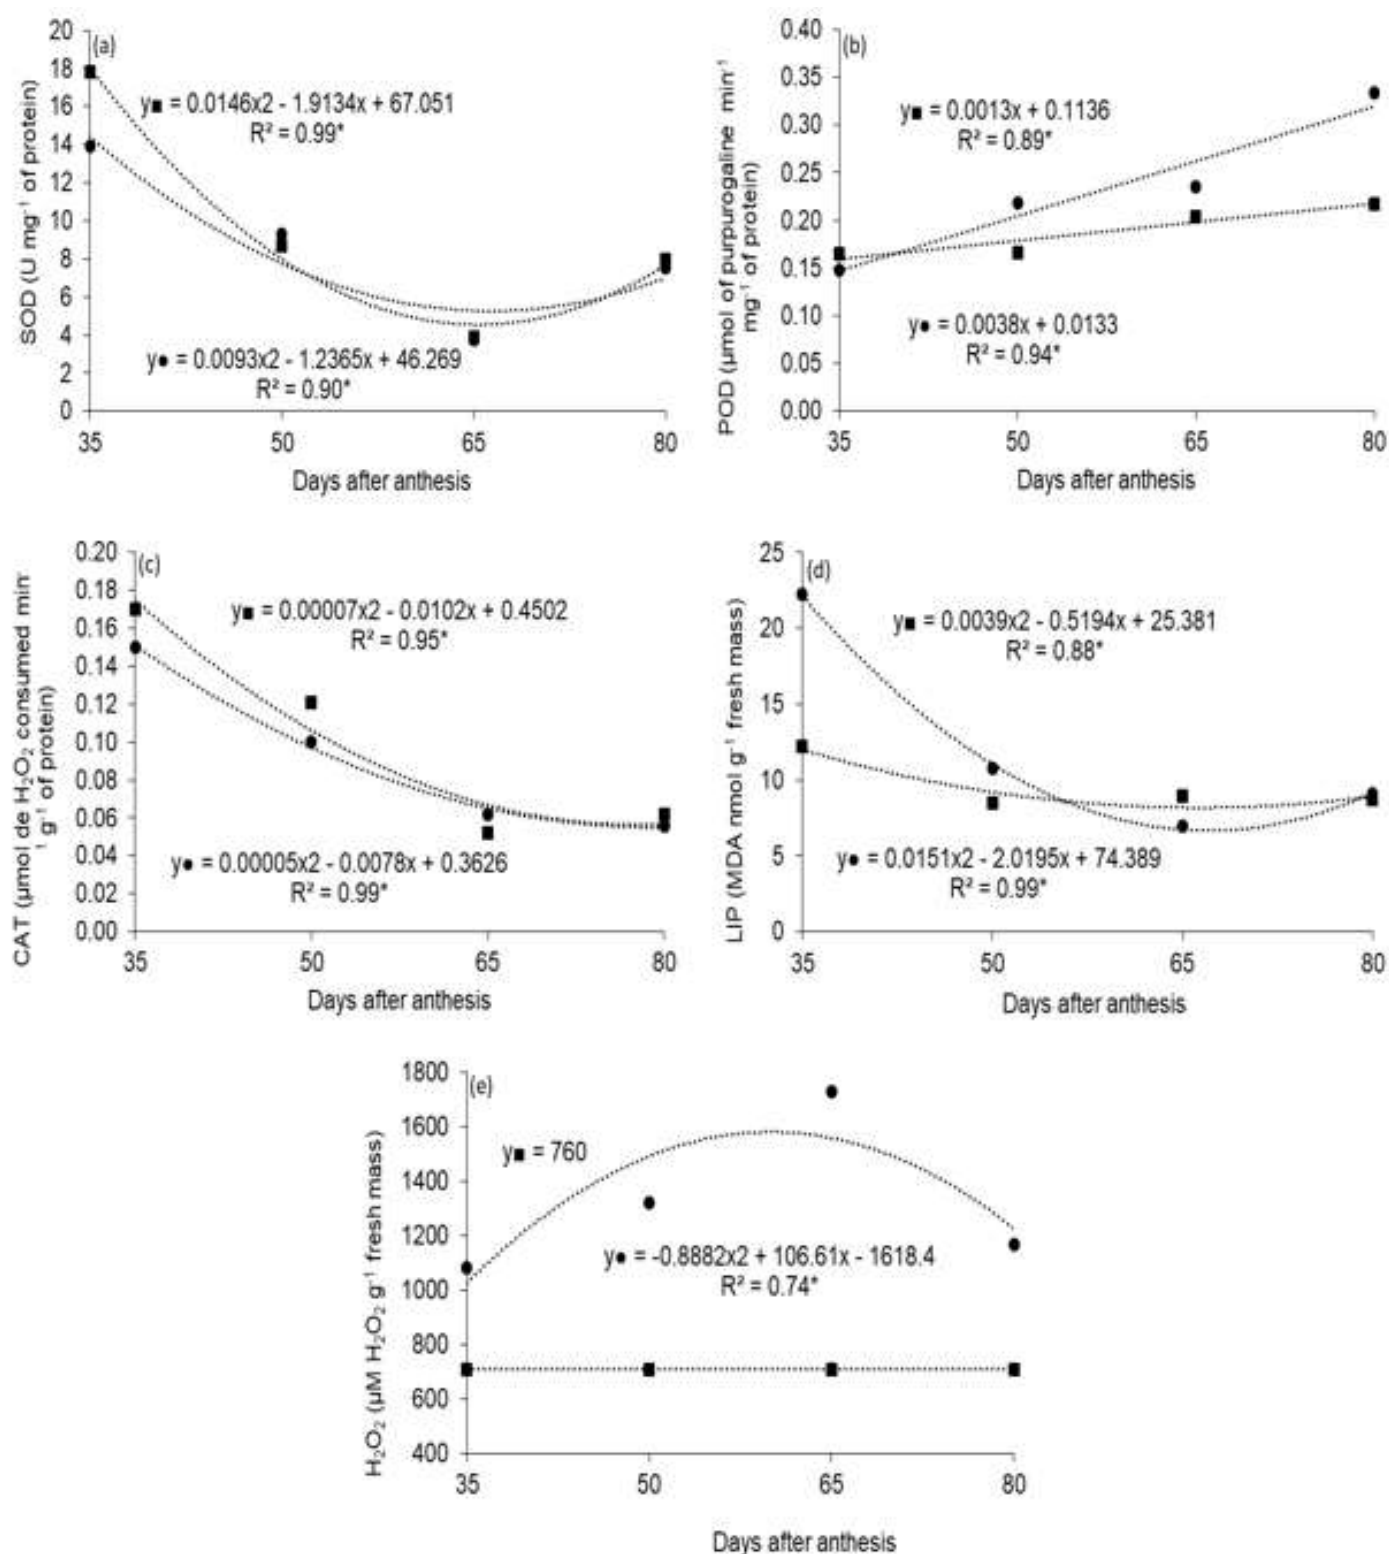 (a)
SOD (U mg⁻¹ of protein)
20
18
16
14
12
10
8
6
4
2
0
y■ = 0.0146x2 - 1.9134x + 67.051
R² = 0.99*
y● = 0.0093x2 - 1.2365x + 46.269
R² = 0.90*
35 50 65 80
Days after anthesis
(b)
POD (µmol of purpurogaline min⁻¹
mg⁻¹ of protein)
0.40
0.35
0.30
0.25
0.20
0.15
0.10
0.05
0.00
y■ = 0.0013x + 0.1136
R² = 0.89*
y● = 0.0038x + 0.0133
R² = 0.94*
35 50 65 80
Days after anthesis
(c)
CAT (µmol de H₂O₂ consumed min⁻
¹ g⁻¹ of protein)
0.20
0.18
0.16
0.14
0.12
0.10
0.08
0.06
0.04
0.02
0.00
y■ = 0.00007x2 - 0.0102x + 0.4502
R² = 0.95*
y● = 0.00005x2 - 0.0078x + 0.3626
R² = 0.99*
35 50 65 80
Days after anthesis
(d)
LIP (MDA nmol g⁻¹ fresh mass)
25
20
15
10
5
0
y■ = 0.0039x2 - 0.5194x + 25.381
R² = 0.88*
y● = 0.0151x2 - 2.0195x + 74.389
R² = 0.99*
35 50 65 80
Days after anthesis
(e)
H₂O₂ (µM H₂O₂ g⁻¹ fresh mass)
1800
1600
1400
1200
1000
800
600
400
y■ = 760
y● = -0.8882x2 + 106.61x - 1618.4
R² = 0.74*
35 50 65 80
Days after anthesis